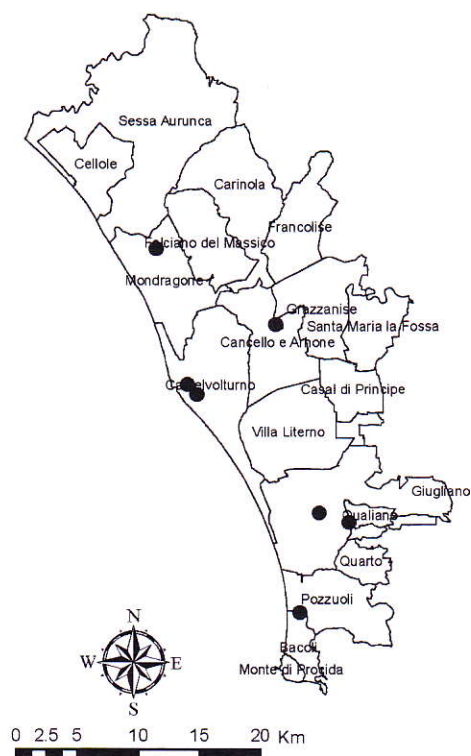 Sessa Aurunca
Cellole
Carinola
Francolise
Falciano del Massico
Mondragone
Grazzanise
Santa Maria la Fossa
Cancello e Arnone
Castelvolturno
Casal di Principe
Villa Literno
Giugliano
Qualiano
Quarto
Pozzuoli
Bacoli
Monte di Procida
N
W E
S
0 2.5 5 10 15 20 Km